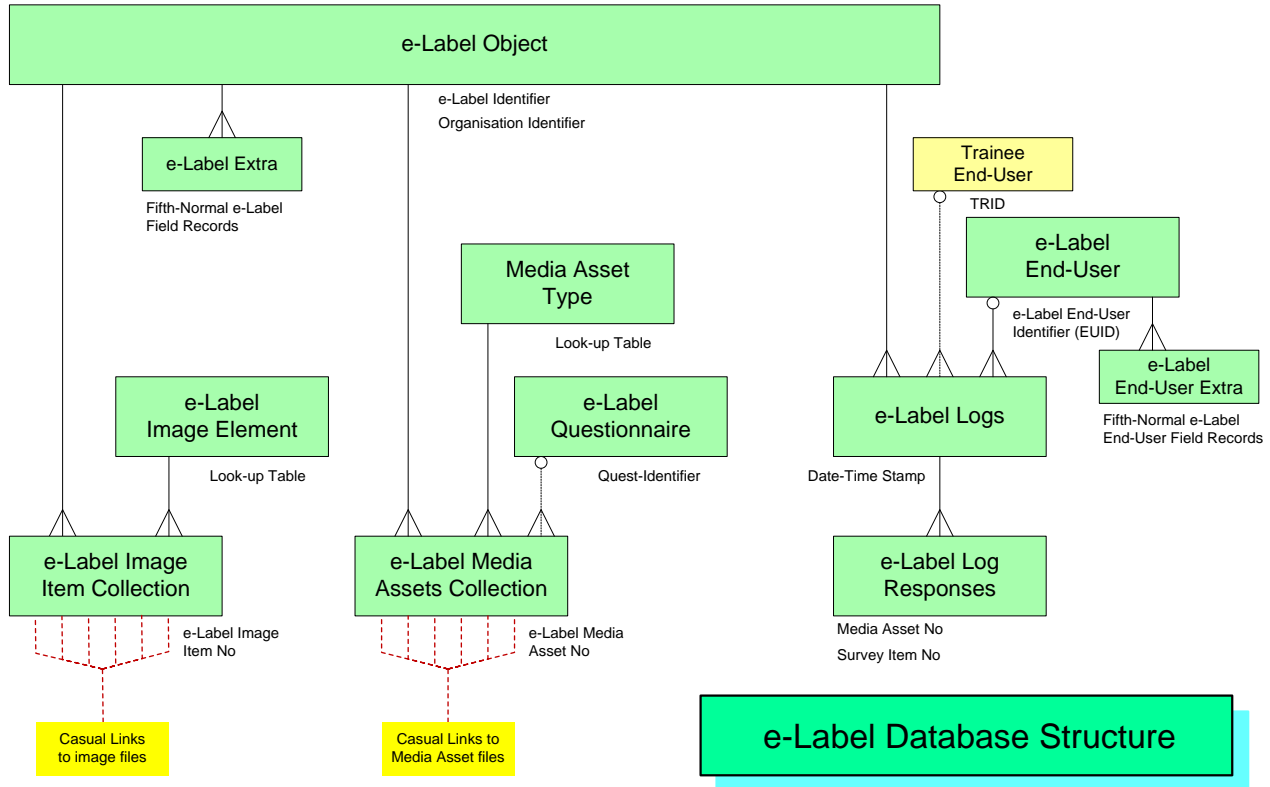 e-Label Object
e-Label Identifier
Organisation Identifier
e-Label Extra
Fifth-Normal e-Label
Field Records
Trainee
End-User
TRID
e-Label
End-User
e-Label End-User
Identifier (EUID)
Media Asset
Type
Look-up Table
e-Label
End-User Extra
Fifth-Normal e-Label
End-User Field Records
e-Label
Image Element
Look-up Table
e-Label
Questionnaire
Quest-Identifier
e-Label Logs
Date-Time Stamp
e-Label Image
Item Collection
e-Label Image
Item No
e-Label Media
Assets Collection
e-Label Media
Asset No
e-Label Log
Responses
Media Asset No
Survey Item No
Casual Links
to image files
Casual Links to
Media Asset files
e-Label Database Structure